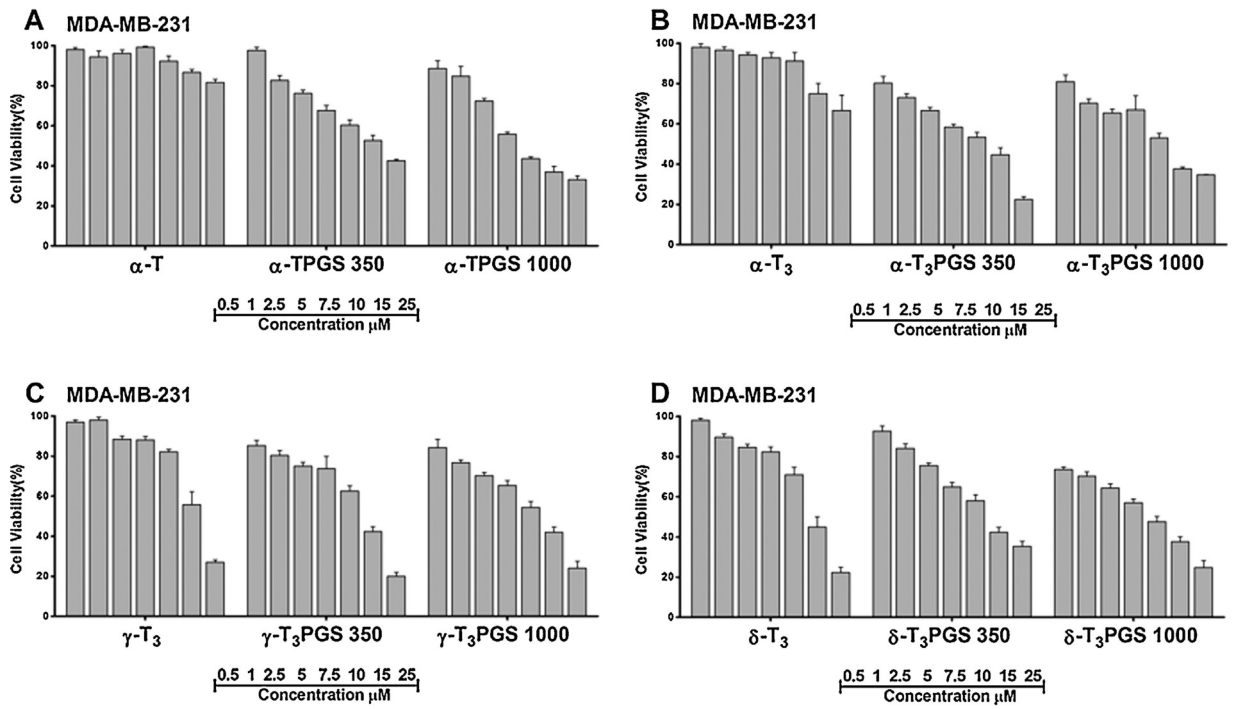 A MDA-MB-231
100
80
60
40
20
0
Cell Viability(%)
α-T α-TPGS 350 α-TPGS 1000
0.5 1 2.5 5 7.5 10 15 25
Concentration μM
B MDA-MB-231
100
80
60
40
20
0
Cell Viability(%)
α-T₃ α-T₃PGS 350 α-T₃PGS 1000
0.5 1 2.5 5 7.5 10 15 25
Concentration μM
C MDA-MB-231
100
80
60
40
20
0
Cell Viability(%)
γ-T₃ γ-T₃PGS 350 γ-T₃PGS 1000
0.5 1 2.5 5 7.5 10 15 25
Concentration μM
D MDA-MB-231
100
80
60
40
20
0
Cell Viability(%)
δ-T₃ δ-T₃PGS 350 δ-T₃PGS 1000
0.5 1 2.5 5 7.5 10 15 25
Concentration μM